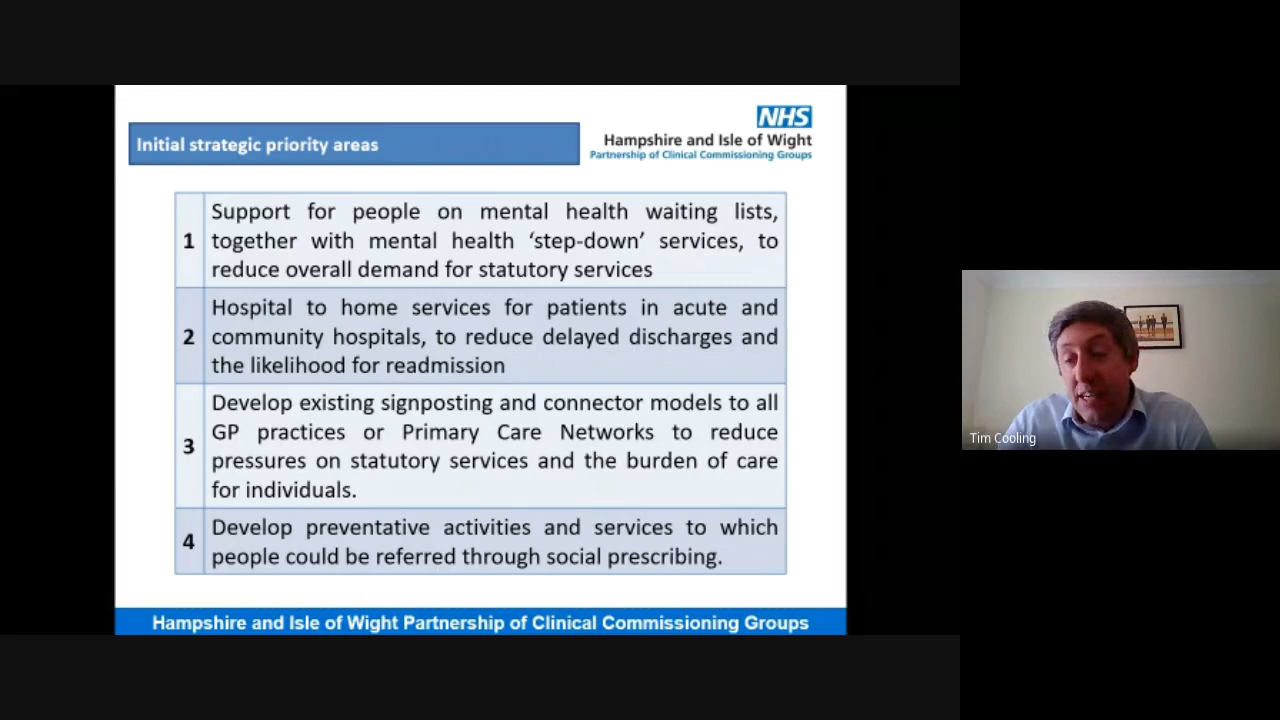 Initial strategic priority areas
NHS
Hampshire and Isle of Wight
Partnership of Clinical Commissioning Groups
1
Support for people on mental health waiting lists,
together with mental health ‘step-down’ services, to
reduce overall demand for statutory services
2
Hospital to home services for patients in acute and
community hospitals, to reduce delayed discharges and
the likelihood for readmission
3
Develop existing signposting and connector models to all
GP practices or Primary Care Networks to reduce
pressures on statutory services and the burden of care
for individuals.
4
Develop preventative activities and services to which
people could be referred through social prescribing.
Hampshire and Isle of Wight Partnership of Clinical Commissioning Groups
Tim Cooling